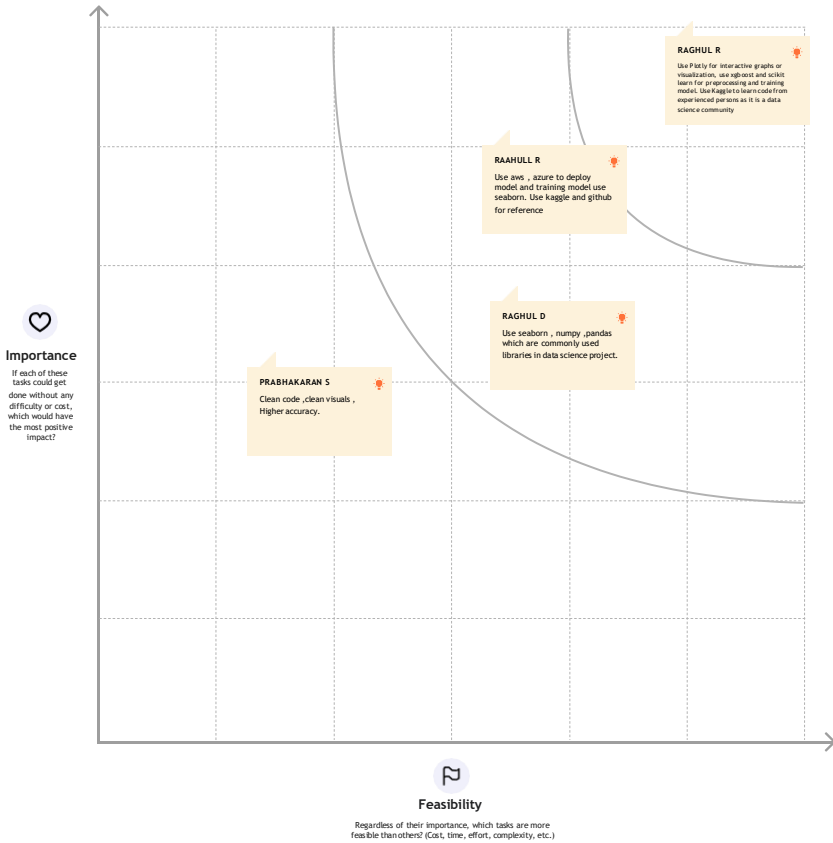 RAGHUL R
Use Plotly for interactive graphs or
visualization, use xgboost and scikit
learn for preprocessing and training
model. Use Kaggle to learn code from
experienced persons as it is a data
science community
RAAHULL R
Use aws , azure to deploy
model and training model use
seaborn. Use kaggle and github
for reference
RAGHUL D
Use seaborn , numpy ,pandas
which are commonly used
libraries in data science project.
Importance
If each of these
tasks could get
done without any
difficulty or cost,
which would have
the most positive
impact?
PRABHAKARAN S
Clean code ,clean visuals ,
Higher accuracy.
Feasibility
Regardless of their importance, which tasks are more
feasible than others? (Cost, time, effort, complexity, etc.)